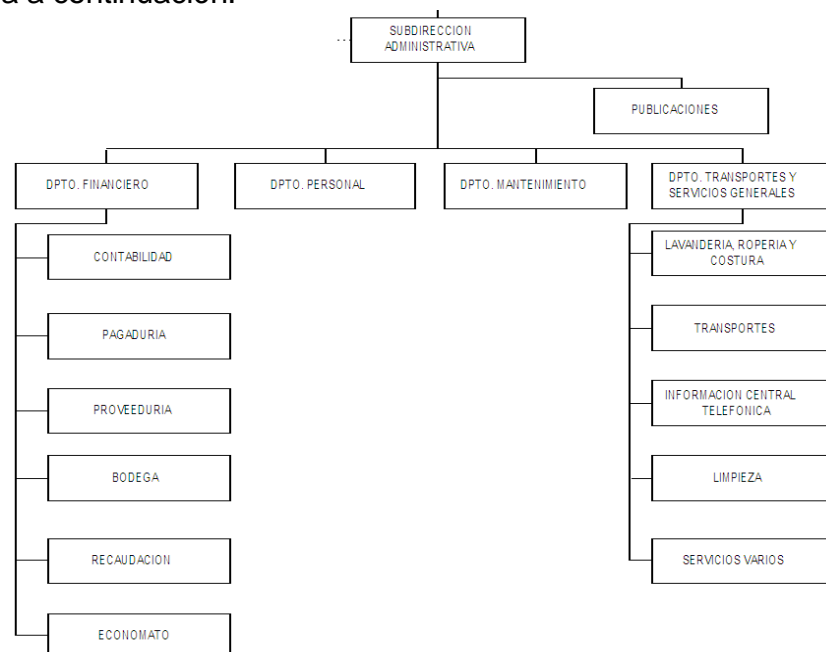 a a continuación.
SUBDIRECCION
ADMINISTRATIVA
PUBLICACIONES
DPTO. FINANCIERO
DPTO. PERSONAL
DPTO. MANTENIMIENTO
DPTO. TRANSPORTES Y
SERVICIOS GENERALES
CONTABILIDAD
PAGADURIA
PROVEEDURIA
BODEGA
RECAUDACION
ECONOMATO
LAVANDERIA, ROPERIA Y
COSTURA
TRANSPORTES
INFORMACION CENTRAL
TELEFONICA
LIMPIEZA
SERVICIOS VARIOS